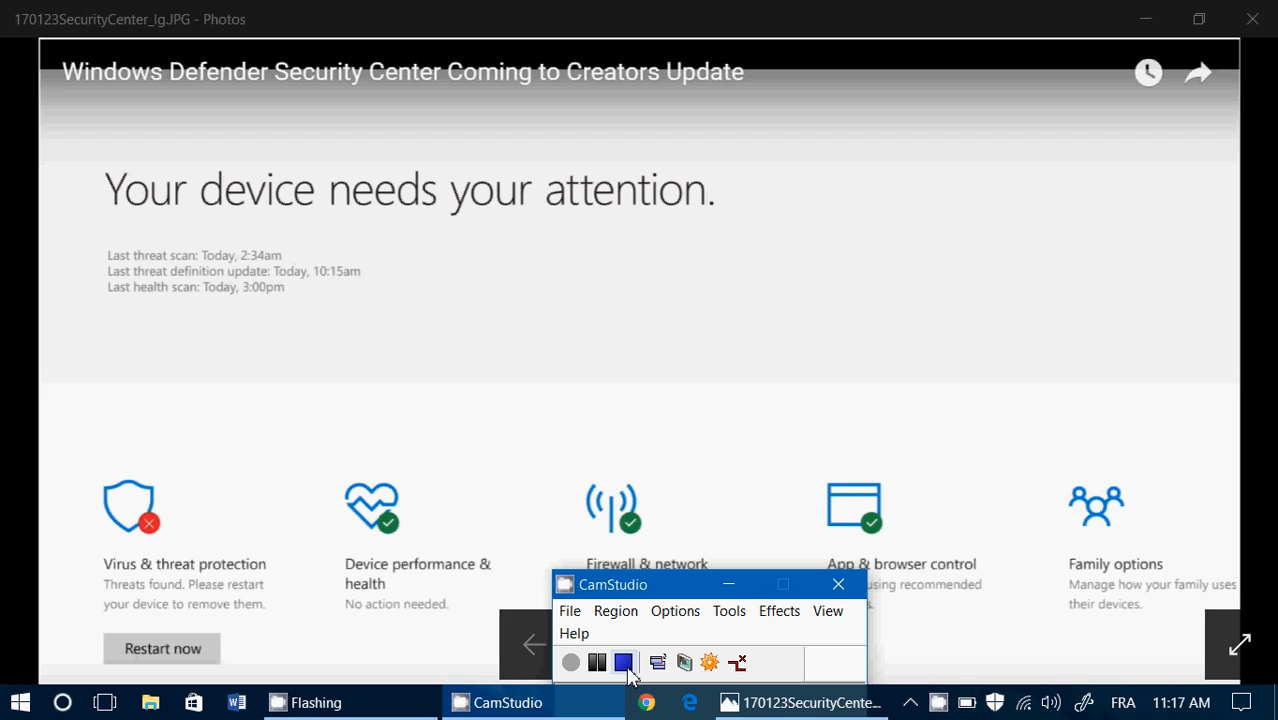 170123SecurityCenter_lg.JPG - Photos
Windows Defender Security Center Coming to Creators Update
Your device needs your attention.
Last threat scan: Today, 2:34am
Last threat definition update: Today, 10:15am
Last health scan: Today, 3:00pm
Virus & threat protection
Threats found. Please restart
your device to remove them.
Restart now
Device performance &
health
No action needed.
Firewall & network
App & browser control
using recommended
Family options
Manage how your family uses
their devices.
CamStudio
File Region Options Tools Effects View
Help
Flashing
CamStudio
170123SecurityCente...
FRA
11:17 AM